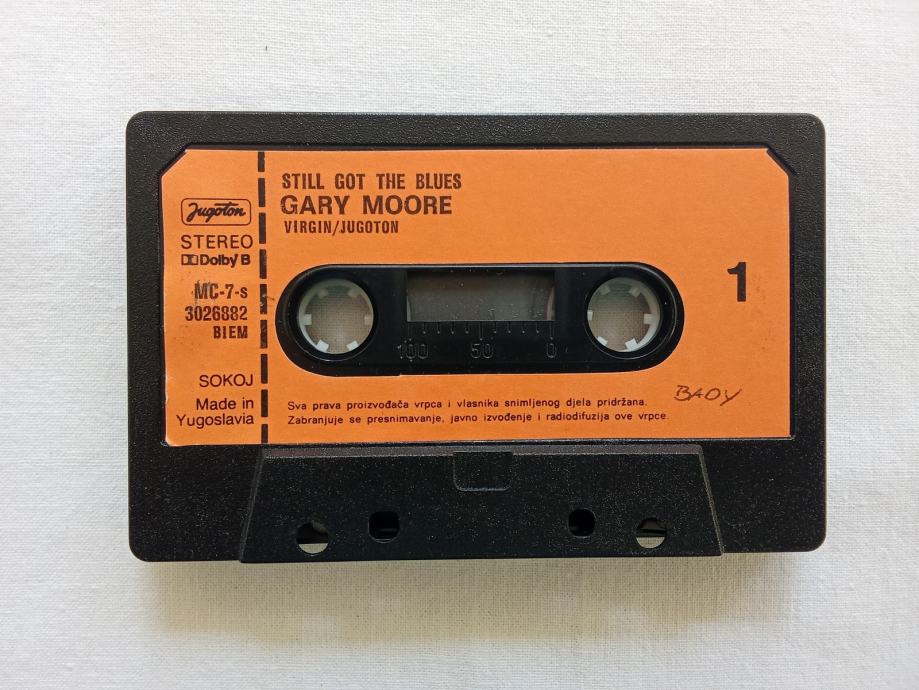 Jugoton
STEREO
Dolby B
MC-7-s
3026882
BIEM
SOKOJ
Made in
Yugoslavia
STILL GOT THE BLUES
GARY MOORE
VIRGIN/JUGOTON
1
100 50 0
BADY
Sva prava proizvođača vrpca i vlasnika snimljenog djela pridržana.
Zabranjuje se presnimavanje, javno izvođenje i radiodifuzija ove vrpce.